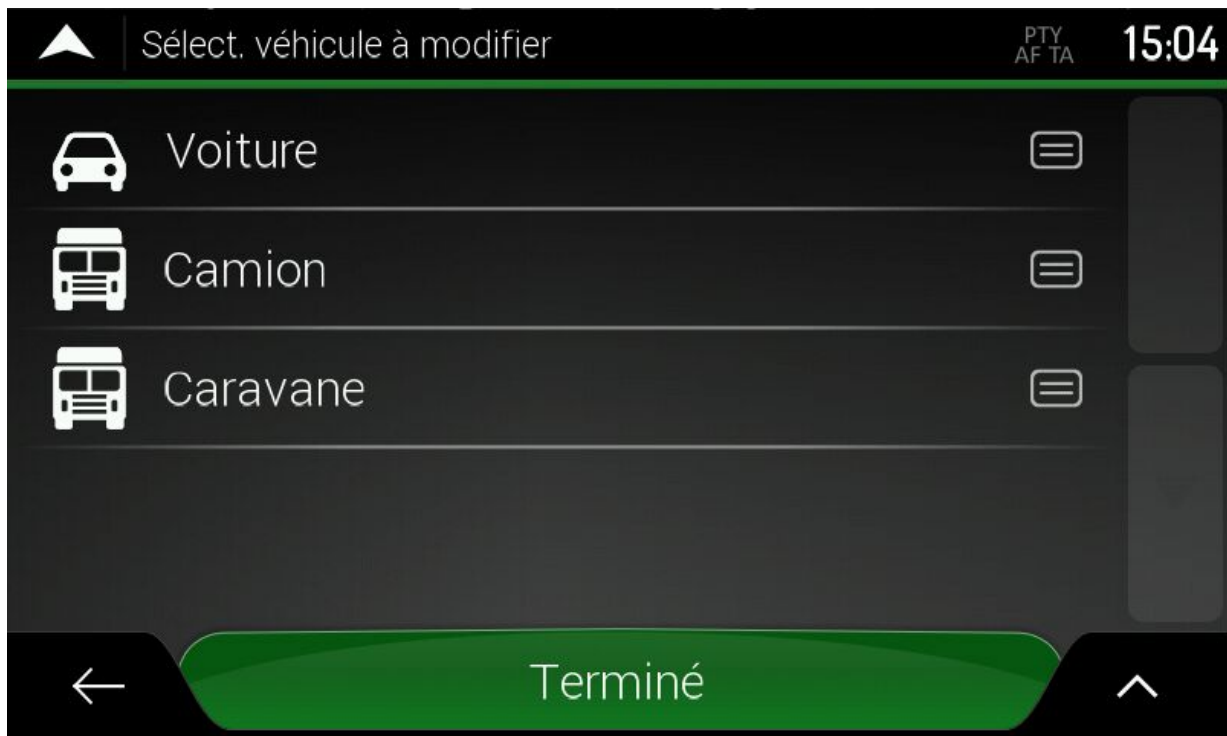 Sélect. véhicule à modifier
PTY
AF TA
15:04
Voiture
Camion
Caravane
Terminé